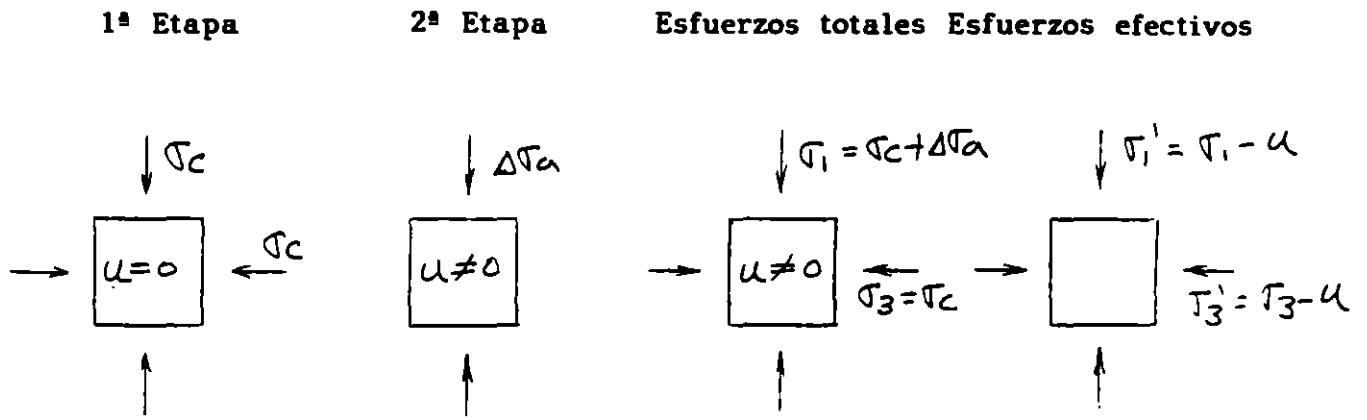 1ª Etapa 2ª Etapa Esfuerzos totales Esfuerzos efectivos
σc Δσa σ₁ = σc+Δσa σ₁' = σ₁ - u
u=0 σc u≠0 u≠0 σ₃=σc σ₃' = σ₃-u